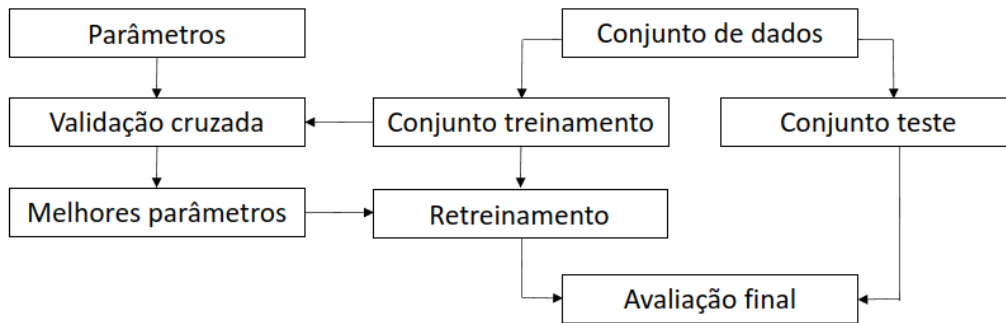 Parâmetros
Conjunto de dados
Validação cruzada
Conjunto treinamento
Conjunto teste
Melhores parâmetros
Retreinamento
Avaliação final